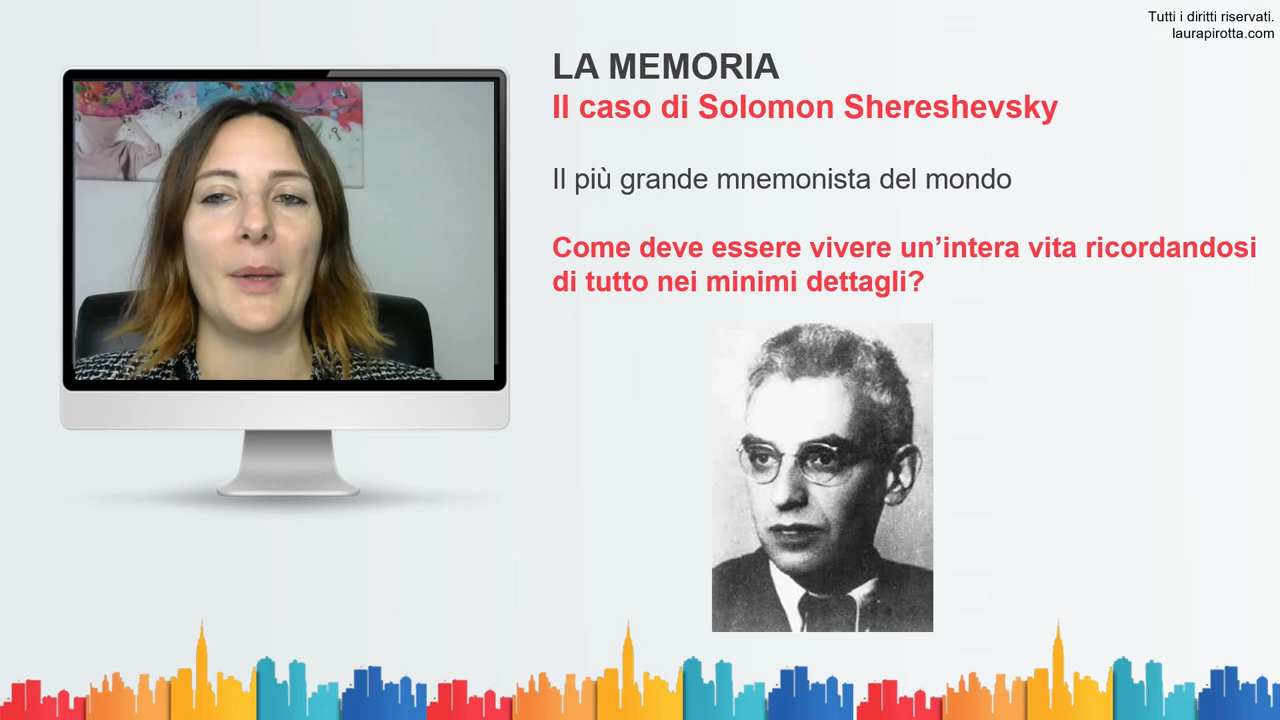 Tutti i diritti riservati.
laurapirotta.com
LA MEMORIA
Il caso di Solomon Shereshevsky
Il più grande mnemonista del mondo
Come deve essere vivere un’intera vita ricordandosi
di tutto nei minimi dettagli?